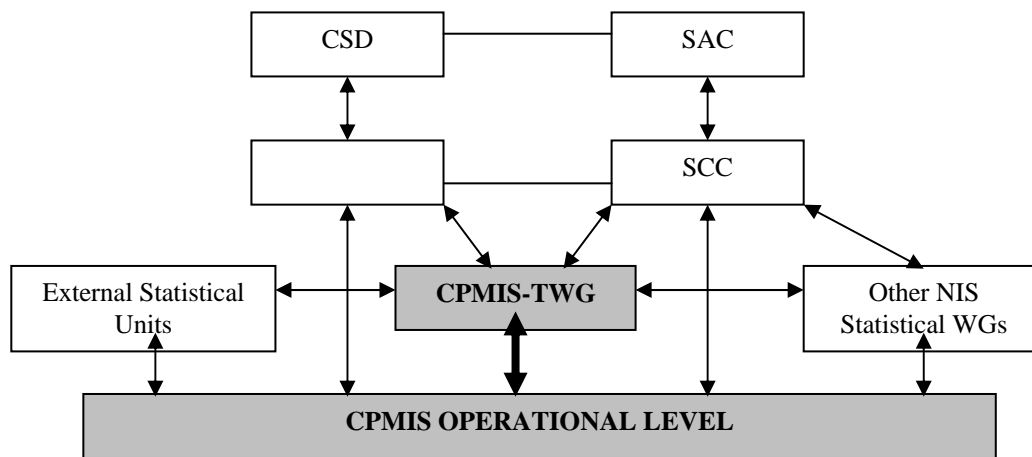 CSD
SAC
SCC
External Statistical
Units
CPMIS-TWG
Other NIS
Statistical WGs
CPMIS OPERATIONAL LEVEL